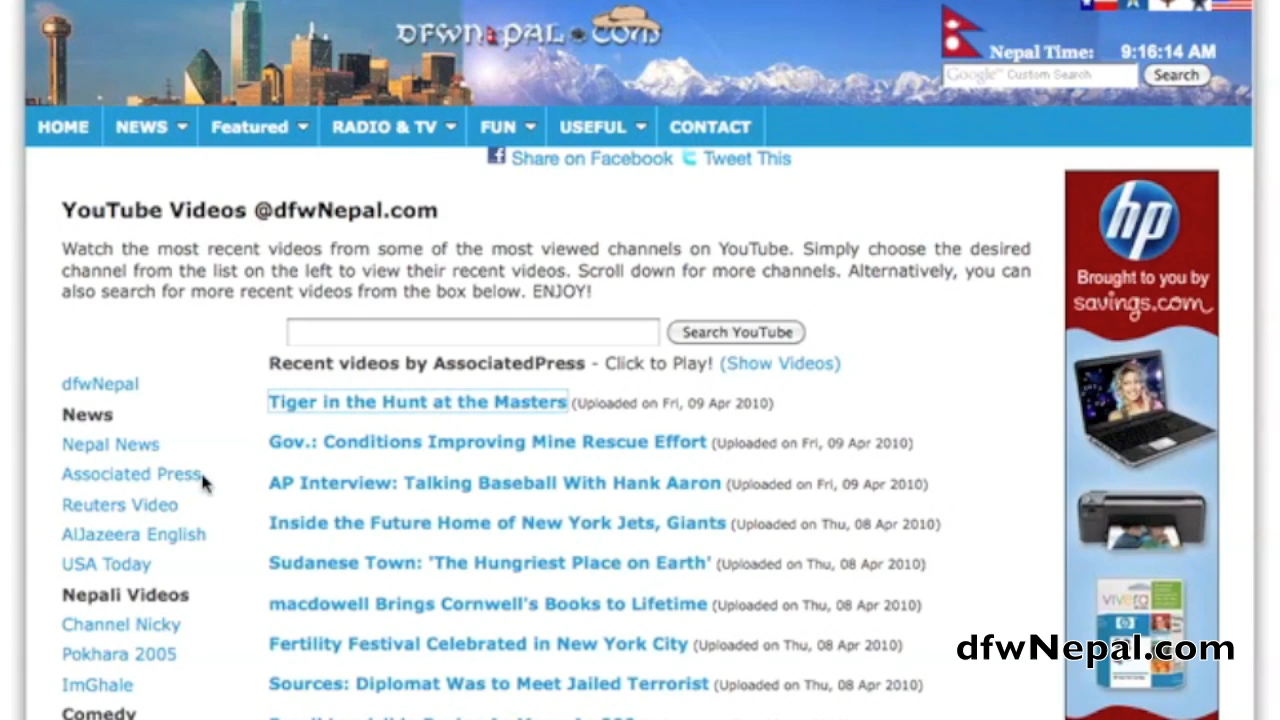 DFWNEPAL.COM
Nepal Time: 9:16:14 AM
Google™ Custom Search
Search
HOME NEWS Featured RADIO & TV FUN USEFUL CONTACT
Share on Facebook Tweet This
YouTube Videos @dfwNepal.com
Watch the most recent videos from some of the most viewed channels on YouTube. Simply choose the desired
channel from the list on the left to view their recent videos. Scroll down for more channels. Alternatively, you can
also search for more recent videos from the box below. ENJOY!
Search YouTube
Recent videos by AssociatedPress - Click to Play! (Show Videos)
dfwNepal
News
Nepal News
Associated Press
Reuters Video
AlJazeera English
USA Today
Nepali Videos
Channel Nicky
Pokhara 2005
ImGhale
Comedy
Tiger in the Hunt at the Masters (Uploaded on Fri, 09 Apr 2010)
Gov.: Conditions Improving Mine Rescue Effort (Uploaded on Fri, 09 Apr 2010)
AP Interview: Talking Baseball With Hank Aaron (Uploaded on Fri, 09 Apr 2010)
Inside the Future Home of New York Jets, Giants (Uploaded on Thu, 08 Apr 2010)
Sudanese Town: 'The Hungriest Place on Earth' (Uploaded on Thu, 08 Apr 2010)
macdowell Brings Cornwell's Books to Lifetime (Uploaded on Thu, 08 Apr 2010)
Fertility Festival Celebrated in New York City (Uploaded on Thu, 08 Apr 2010)
Sources: Diplomat Was to Meet Jailed Terrorist (Uploaded on Thu, 08 Apr 2010)
hp
Brought to you by
savings.com
vivera
dfwNepal.com